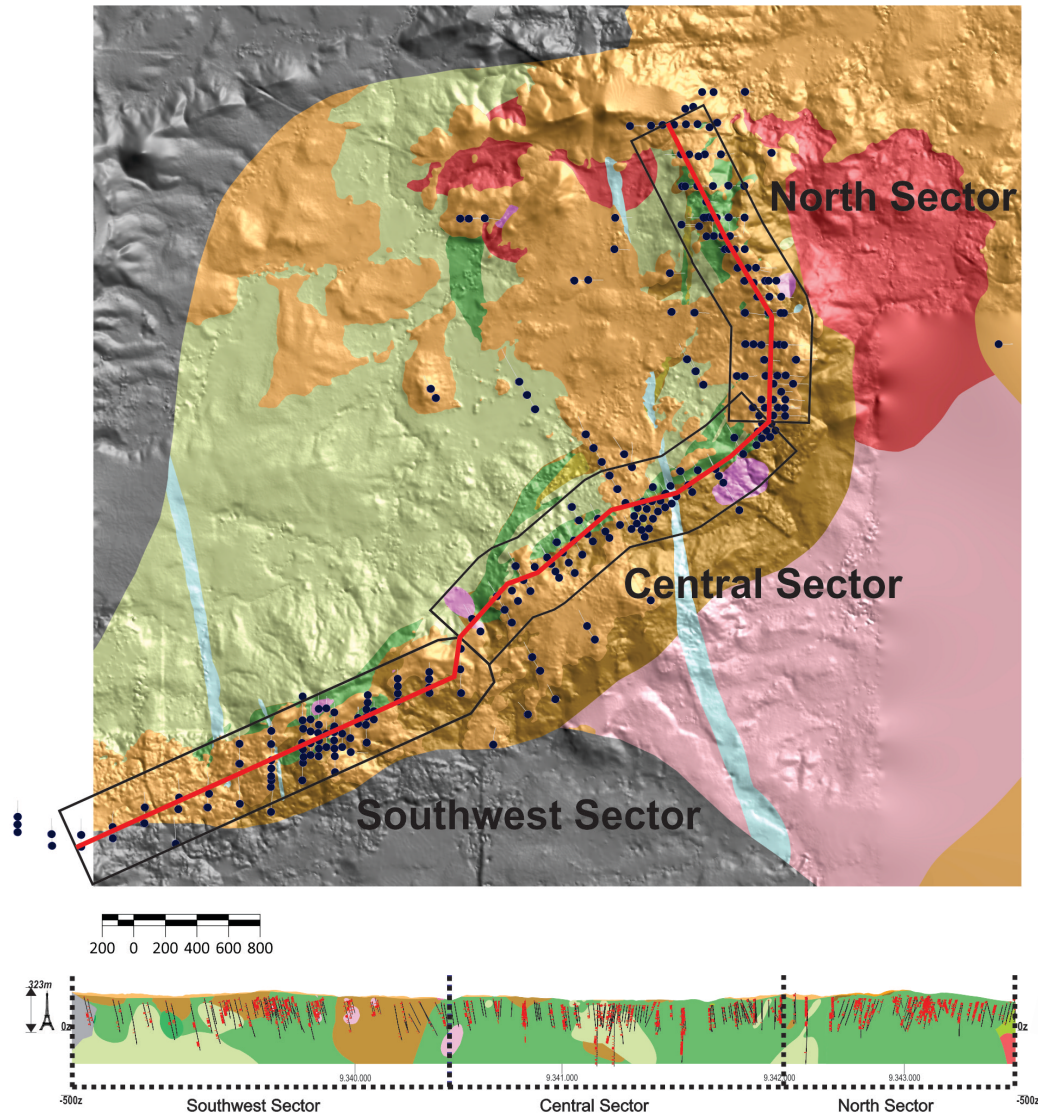 North Sector
Central Sector
Southwest Sector
200 0 200 400 600 800
323m
0z
0z
9.340.000 9.341.000 9.342.000 9.343.000
-500z
-500z
Southwest Sector Central Sector North Sector